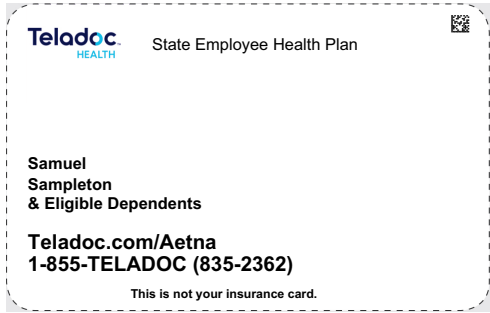 Teladoc™
HEALTH
State Employee Health Plan
Samuel
Sampleton
& Eligible Dependents
Teladoc.com/Aetna
1-855-TELADOC (835-2362)
This is not your insurance card.